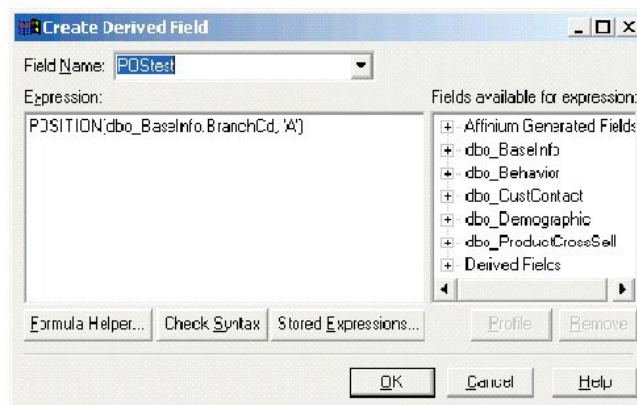 Create Derived Field
Field Name: POStest
Expression:
POSITION(dbo_BaseInfo.BranchCd, 'A')
Fields available for expression:
Affinium Generated Fields
dbo_BaseInfo
dbo_Behavior
dbo_CustContact
dbo_Demographic
dbo_ProductCrossSell
Derived Fields
Formula Helper... Check Syntax Stored Expressions... Profile Remove
OK Cancel Help